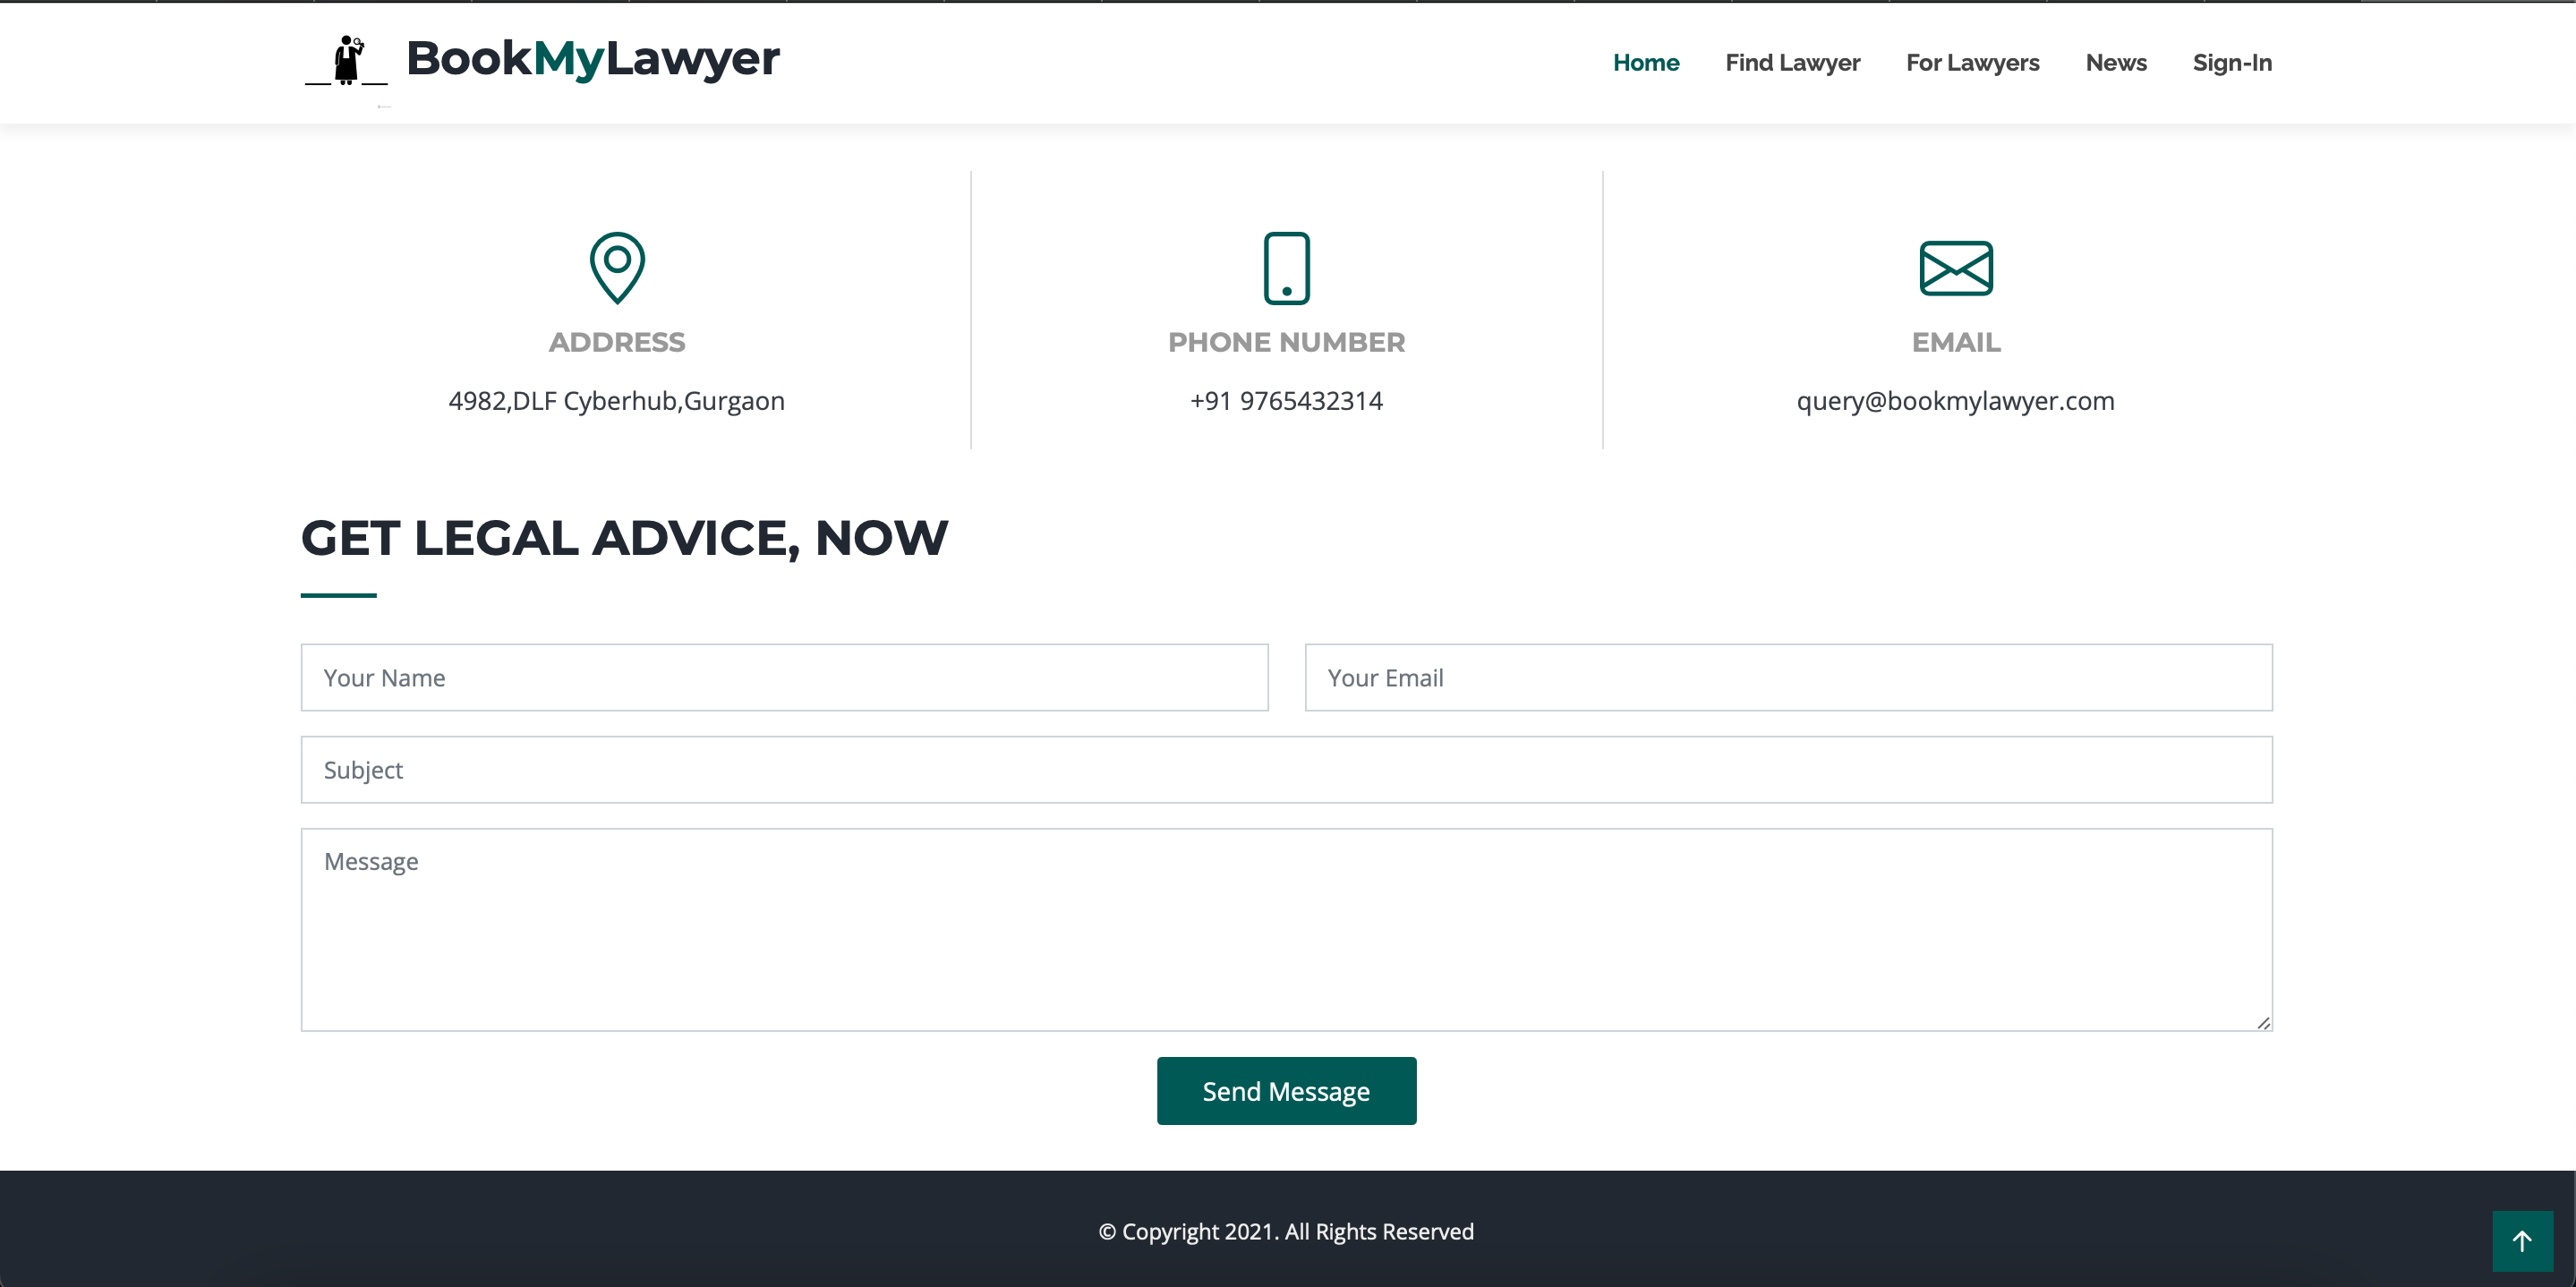 BookMyLawyer
Home Find Lawyer For Lawyers News Sign-In
ADDRESS
4982,DLF Cyberhub,Gurgaon
PHONE NUMBER
+91 9765432314
EMAIL
query@bookmylawyer.com
GET LEGAL ADVICE, NOW
Your Name
Your Email
Subject
Message
Send Message
© Copyright 2021. All Rights Reserved